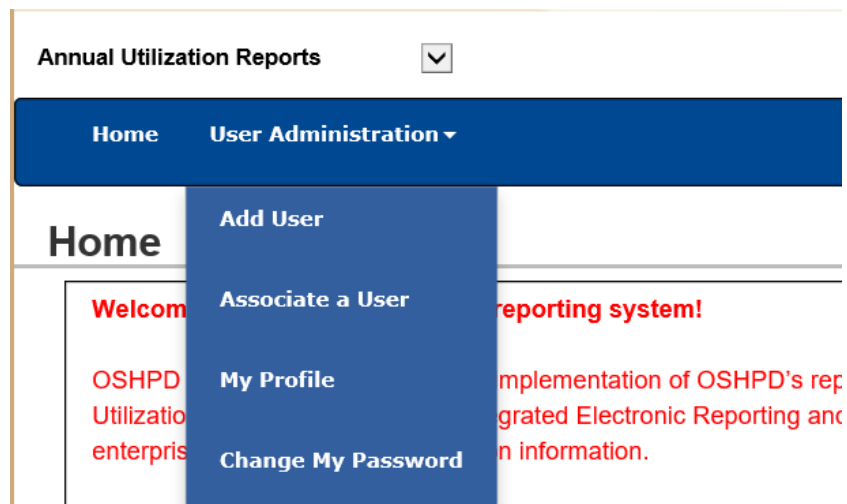 Annual Utilization Reports
Home User Administration
Add User
Home
Associate a User
Welcom reporting system!
My Profile
OSHPD mplementation of OSHPD's rep
Utilizatio grated Electronic Reporting and
Change My Password
enterpris n information.